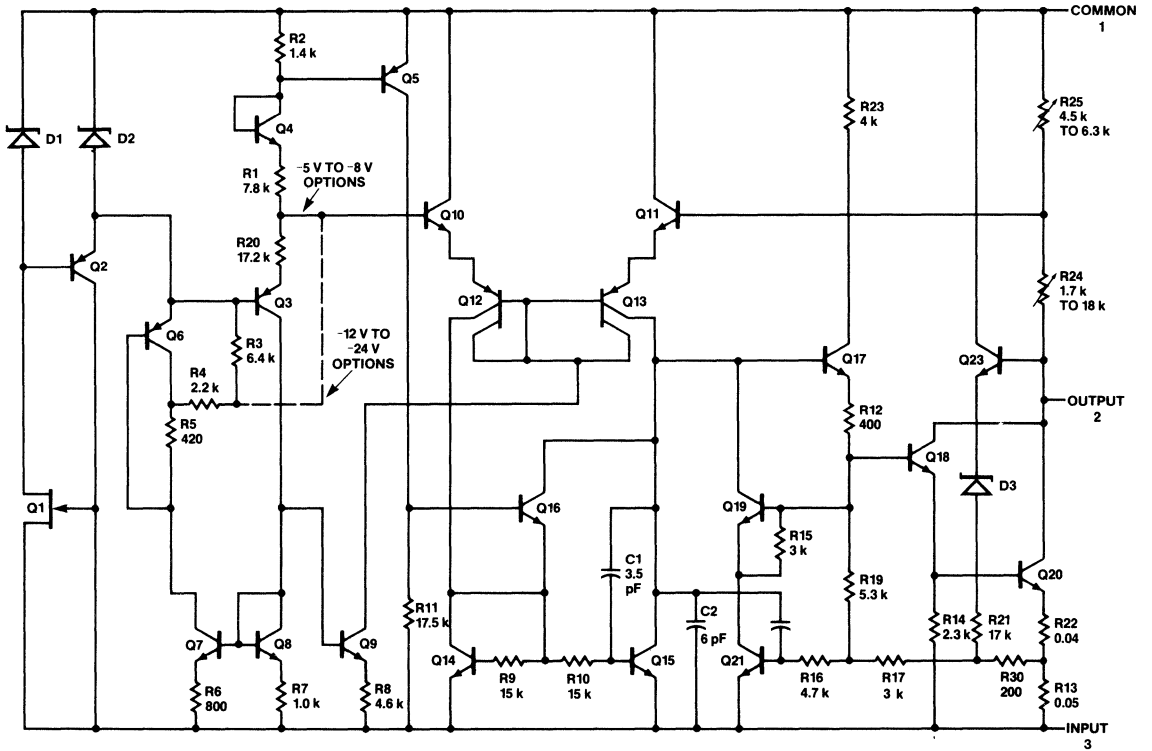 COMMON
1
R2
1.4 k
Q5
R23
4 k
R25
4.5 k
TO 6.3 k
D1
D2
Q4
R1
7.8 k
–5 V TO –8 V
OPTIONS
Q10
Q11
R20
17.2 k
Q2
Q3
Q12
Q13
R24
1.7 k
TO 18 k
Q6
R3
6.4 k
–12 V TO
–24 V
OPTIONS
Q17
Q23
R4
2.2 k
R5
420
R12
400
OUTPUT
2
Q18
Q1
Q16
Q19
D3
R15
3 k
C1
3.5
pF
R19
5.3 k
Q20
R11
17.5 k
C2
6 pF
R14
2.3 k
R21
17 k
R22
0.04
Q7
Q8
Q9
Q14
R9
15 k
R10
15 k
Q15
Q21
R16
4.7 k
R17
3 k
R30
200
R6
800
R7
1.0 k
R8
4.6 k
R13
0.05
INPUT
3